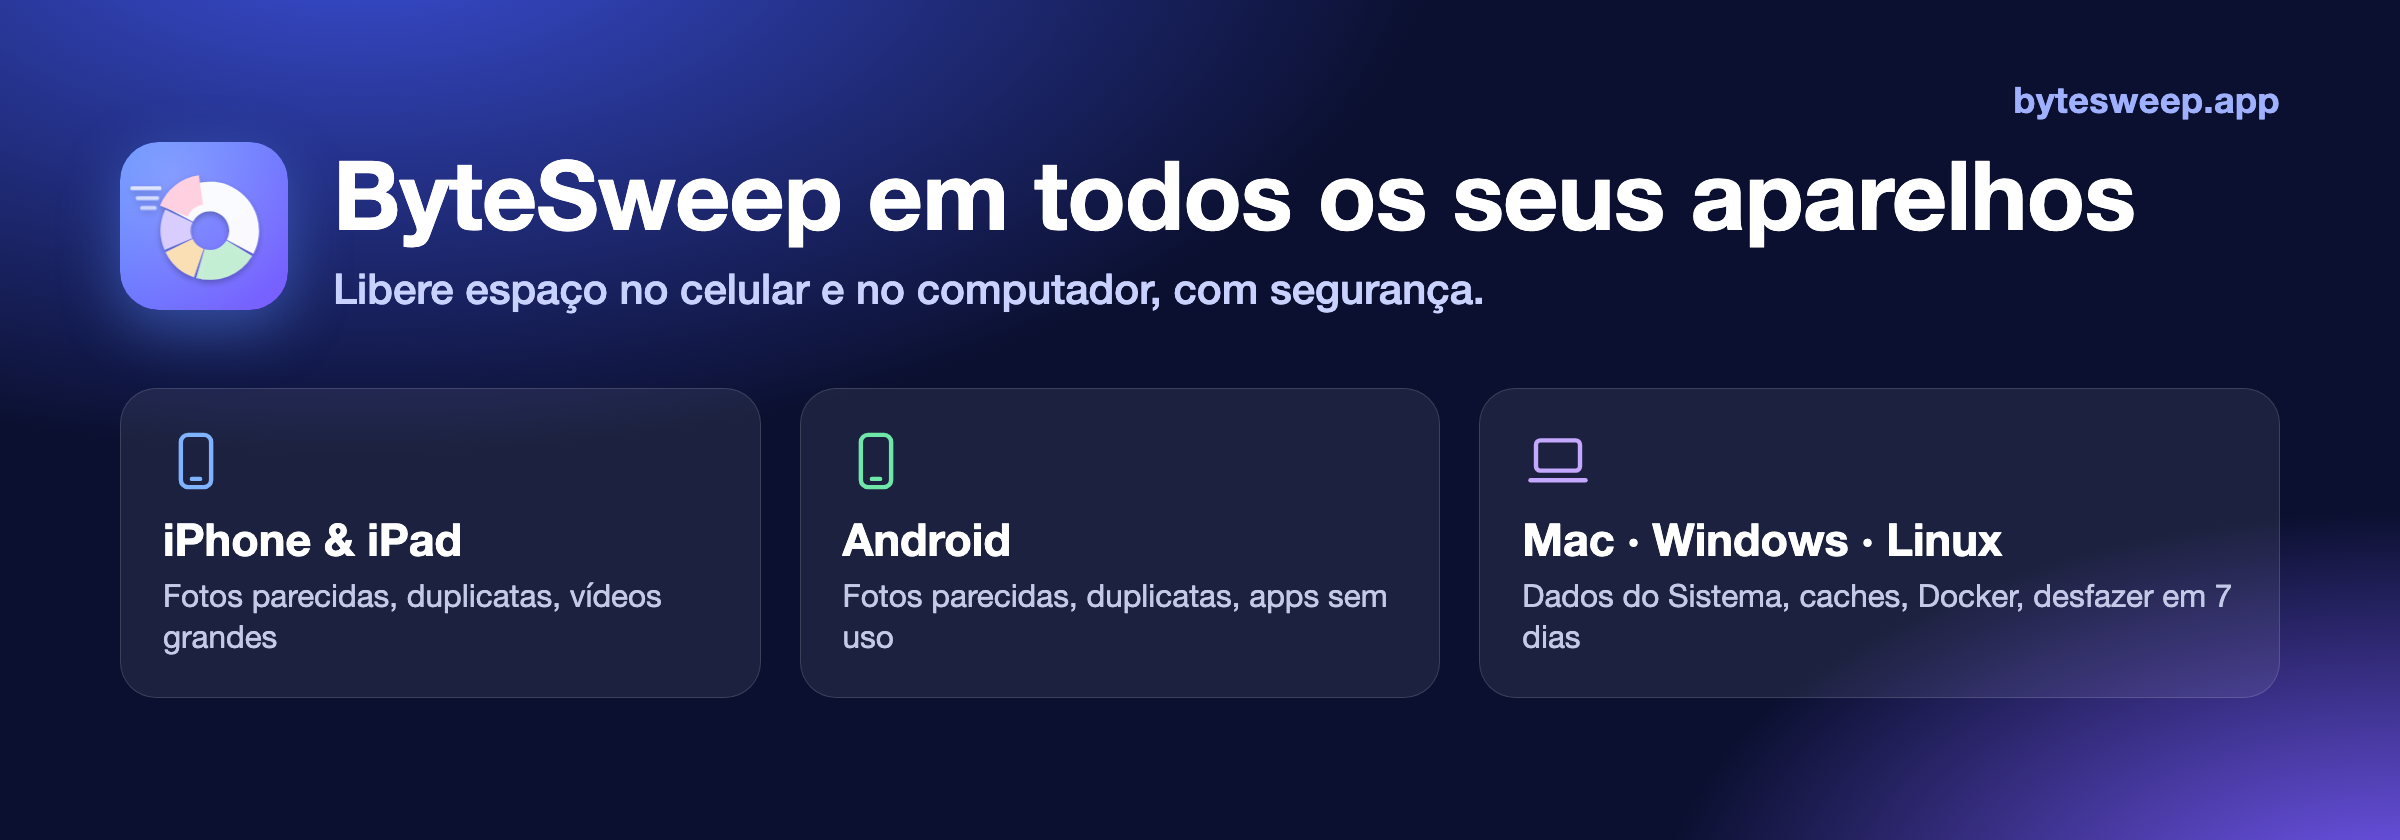 bytesweep.app
ByteSweep em todos os seus aparelhos
Libere espaço no celular e no computador, com segurança.
iPhone & iPad
Fotos parecidas, duplicatas, vídeos
grandes
Android
Fotos parecidas, duplicatas, apps sem
uso
Mac · Windows · Linux
Dados do Sistema, caches, Docker, desfazer em 7
dias